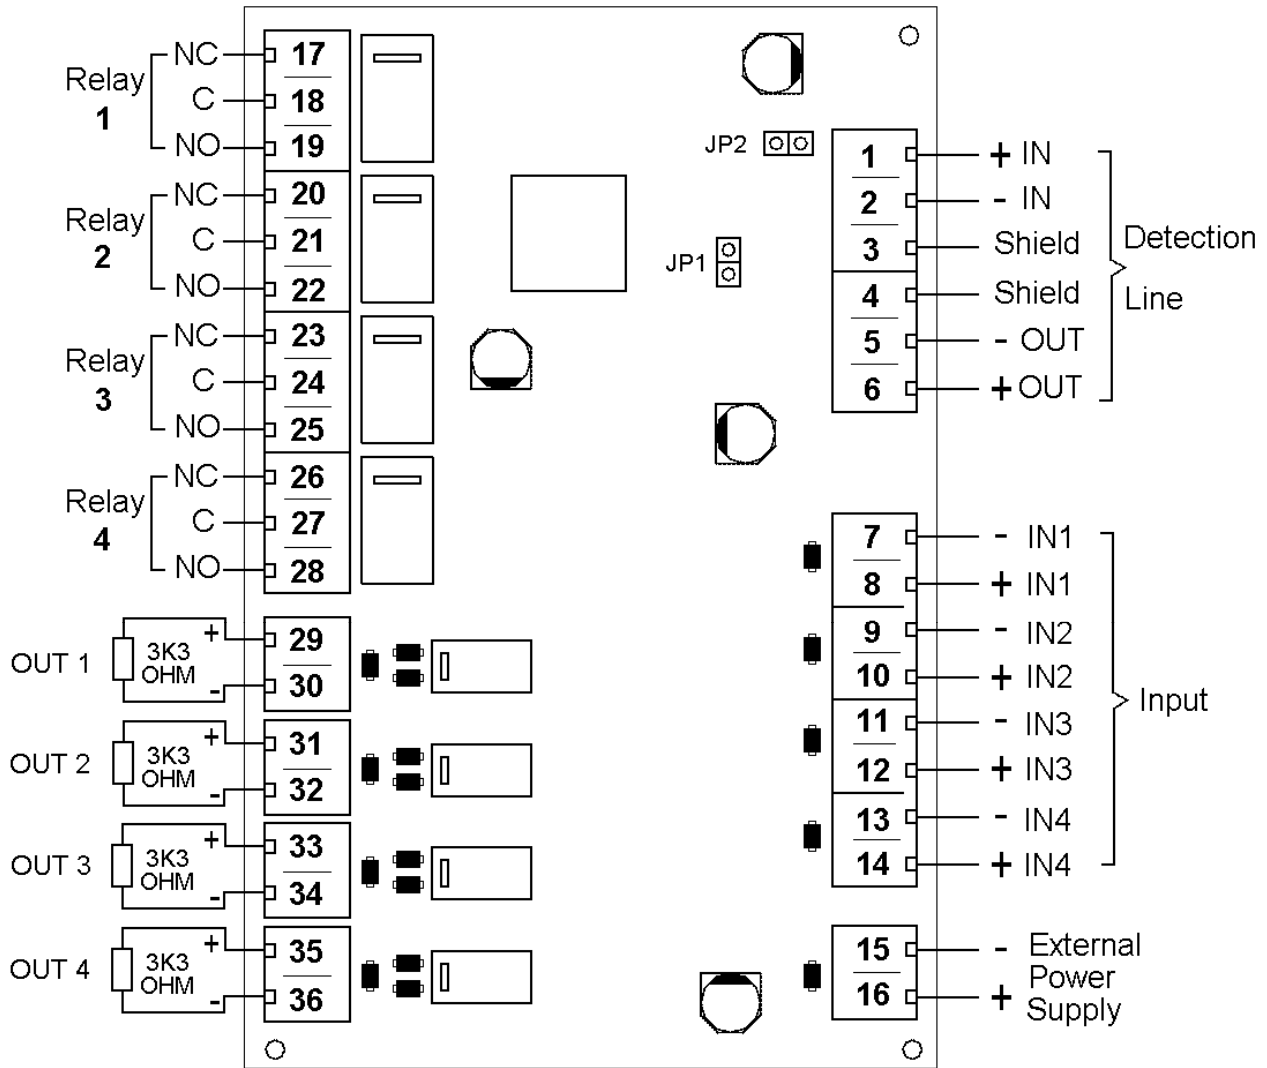 Relay
1
NC 17
C 18
NO 19
Relay
2
NC 20
C 21
NO 22
Relay
3
NC 23
C 24
NO 25
Relay
4
NC 26
C 27
NO 28
OUT 1
3K3
OHM
+ 29
- 30
OUT 2
3K3
OHM
+ 31
- 32
OUT 3
3K3
OHM
+ 33
- 34
OUT 4
3K3
OHM
+ 35
- 36
JP2
JP1
1 + IN
2 - IN
3 Shield
4 Shield
5 - OUT
6 + OUT
Detection
Line
7 - IN1
8 + IN1
9 - IN2
10 + IN2
11 - IN3
12 + IN3
13 - IN4
14 + IN4
Input
15 -
16 +
External
Power
Supply